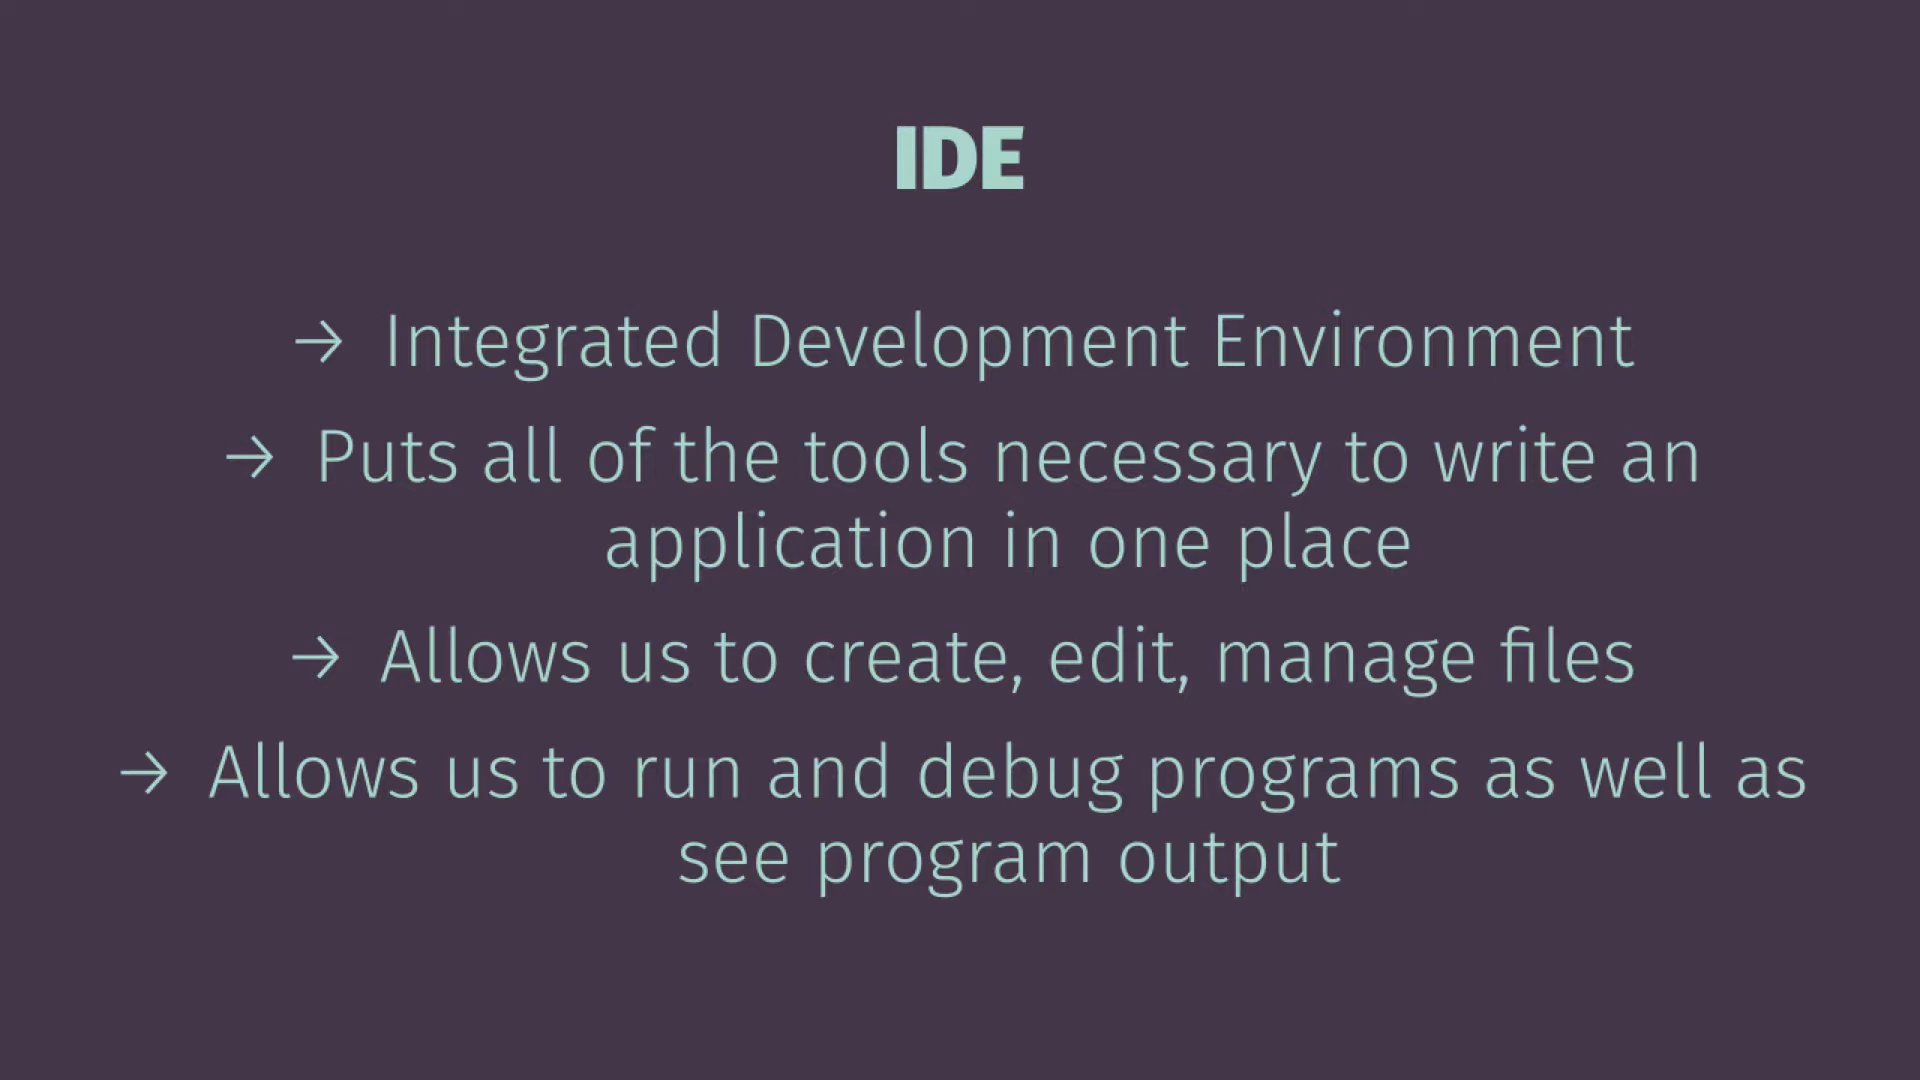 IDE
→ Integrated Development Environment
→ Puts all of the tools necessary to write an
application in one place
→ Allows us to create, edit, manage files
→ Allows us to run and debug programs as well as
see program output